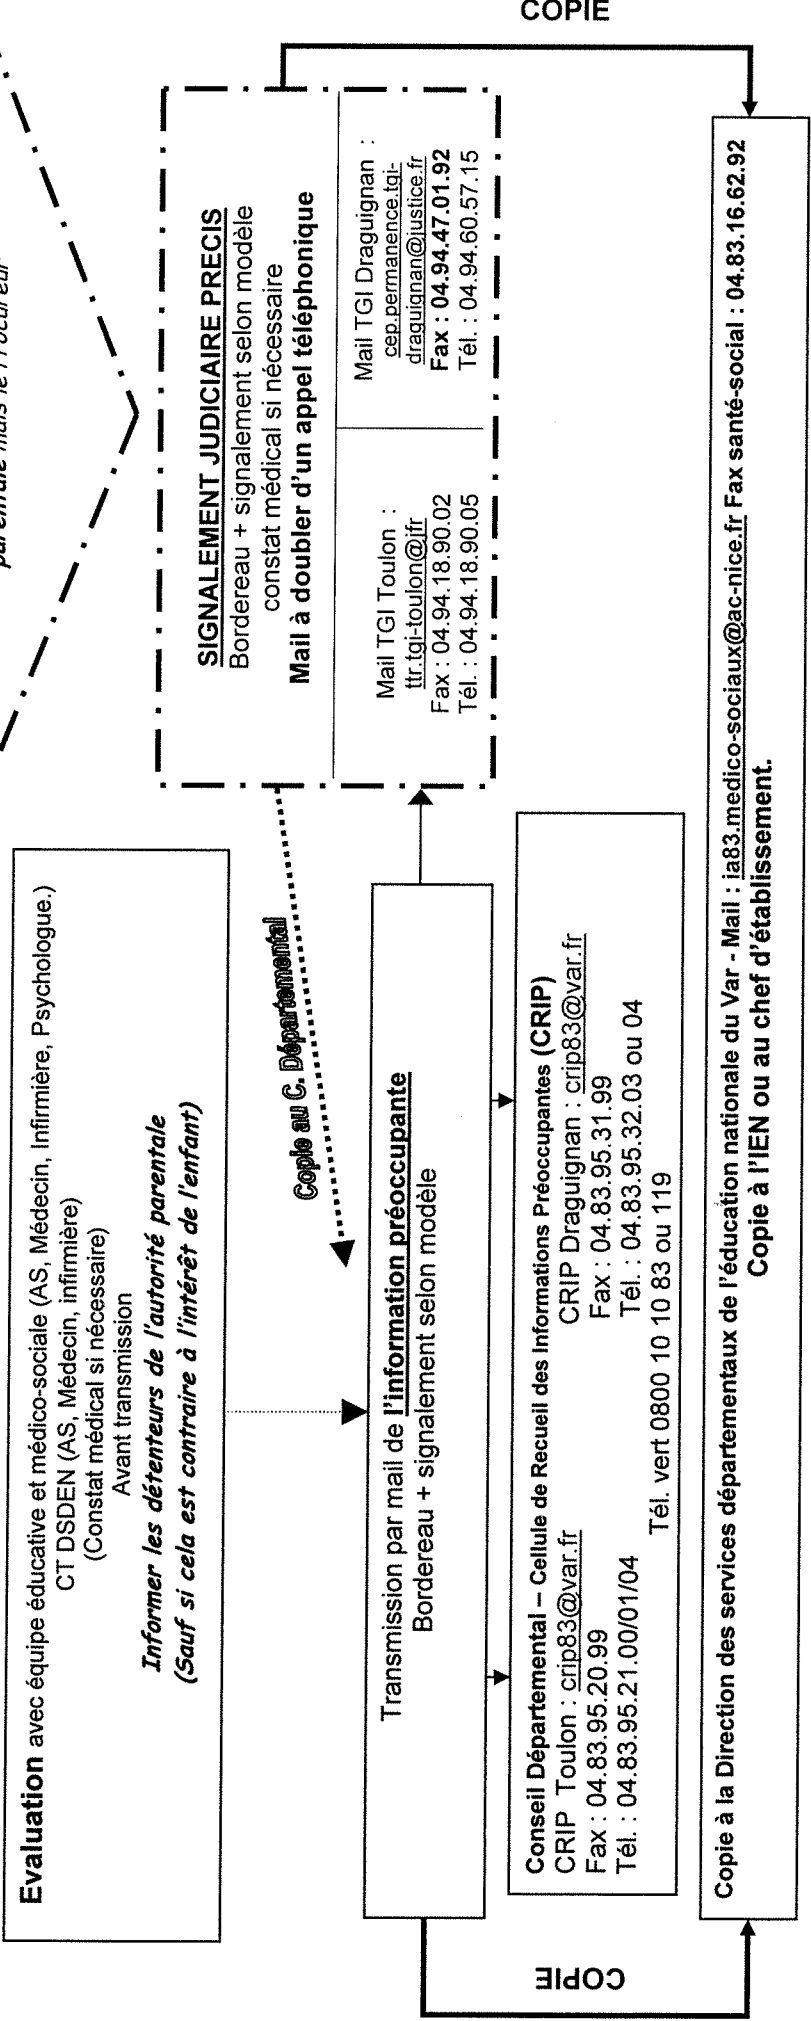 parentale mais le Procureur
Evaluation avec équipe éducative et médico-sociale (AS, Médecin, Infirmière, Psychologue.)
CT DSDEN (AS, Médecin, infirmière)
(Constat médical si nécessaire)
Avant transmission
Informer les détenteurs de l'autorité parentale
(Sauf si cela est contraire à l'intérêt de l'enfant)
SIGNALEMENT JUDICIAIRE PRECIS
Bordereau + signalement selon modèle
constat médical si nécessaire
Mail à doubler d'un appel téléphonique
Mail TGI Toulon :
ttr.tgi-toulon@jfr
Fax : 04.94.18.90.02
Tél. : 04.94.18.90.05
Mail TGI Draguignan :
cep.permanence.tgi-
draguignan@justice.fr
Fax : 04.94.47.01.92
Tél. : 04.94.60.57.15
Copie au C. Départemental
Transmission par mail de l'information préoccupante
Bordereau + signalement selon modèle
Conseil Départemental – Cellule de Recueil des Informations Préoccupantes (CRIP)
CRIP Toulon : crip83@var.fr
Fax : 04.83.95.20.99
Tél. : 04.83.95.21.00/01/04
CRIP Draguignan : crip83@var.fr
Fax : 04.83.95.31.99
Tél. : 04.83.95.32.03 ou 04
Tél. vert 0800 10 10 83 ou 119
COPIE
COPIE
Copie à la Direction des services départementaux de l'éducation nationale du Var - Mail : ia83.medico-sociaux@ac-nice.fr Fax santé-social : 04.83.16.62.92
Copie à l'IEN ou au chef d'établissement.